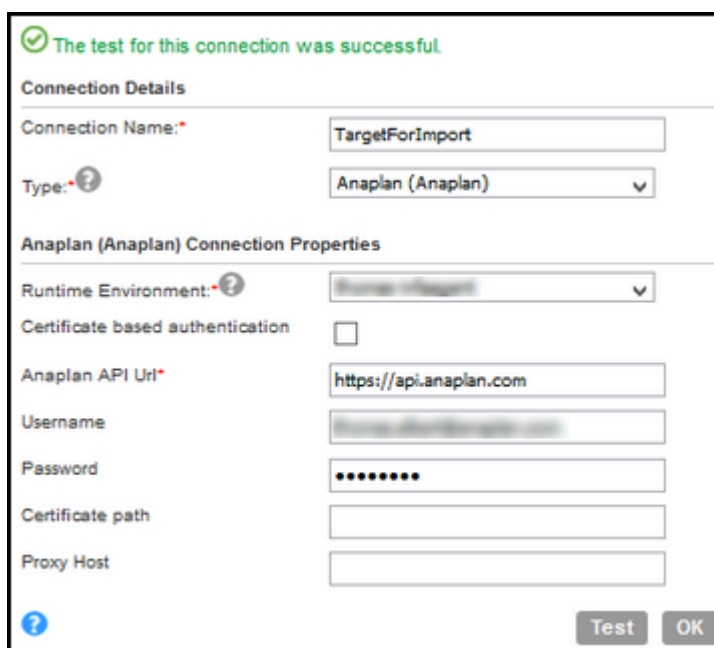 The test for this connection was successful.
Connection Details
Connection Name:* TargetForImport
Type:* ? Anaplan (Anaplan)
Anaplan (Anaplan) Connection Properties
Runtime Environment:* ?
Certificate based authentication
Anaplan API Url* https://api.anaplan.com
Username
Password ••••••••
Certificate path
Proxy Host
? Test OK